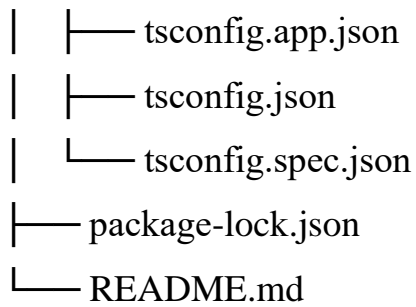 │   ├── tsconfig.app.json
│   ├── tsconfig.json
│   └── tsconfig.spec.json
├── package-lock.json
└── README.md